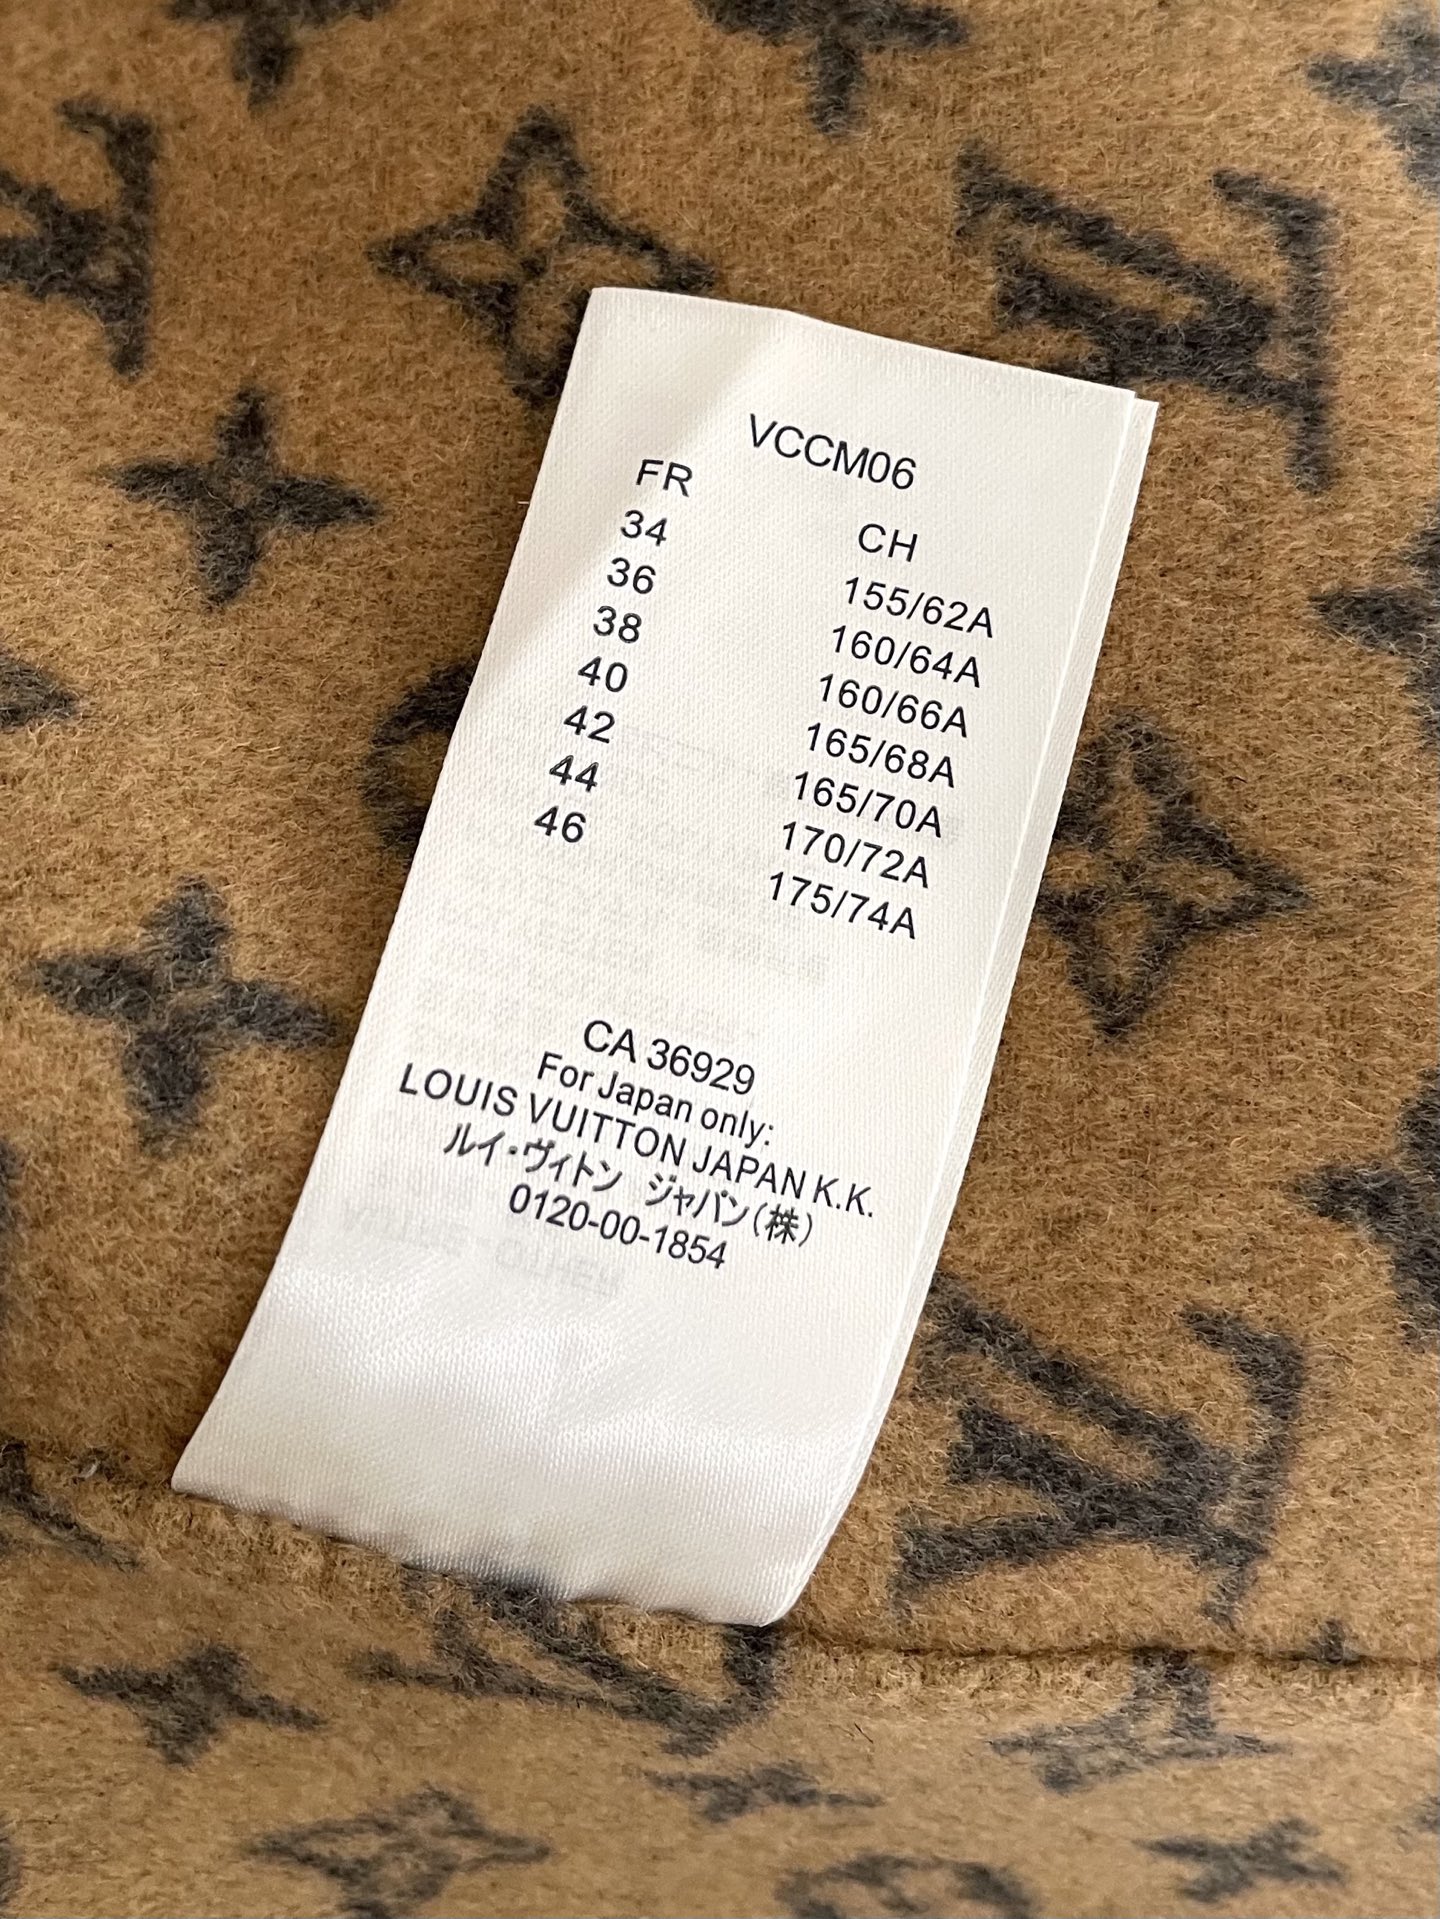 VCCM06
FR CH
34 155/62A
36 160/64A
38 160/66A
40 165/68A
42 165/70A
44 170/72A
46 175/74A
CA 36929
For Japan only:
LOUIS VUITTON JAPAN K.K.
ルイ・ヴィトン ジャパン(株)
0120-00-1854